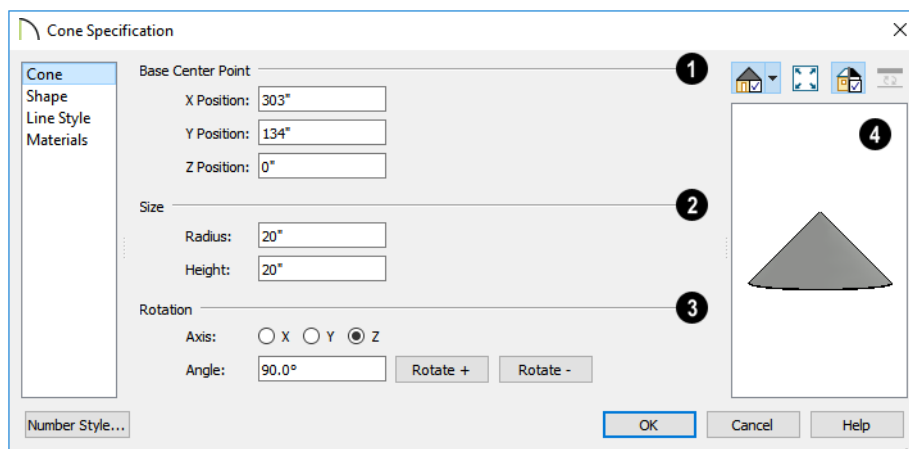 Cone Specification
Cone
Shape
Line Style
Materials
Base Center Point
1
X Position: 303"
Y Position: 134"
Z Position: 0"
Size
2
Radius: 20"
Height: 20"
Rotation
3
Axis: X Y Z
Angle: 90.0° Rotate + Rotate -
4
Number Style... OK Cancel Help